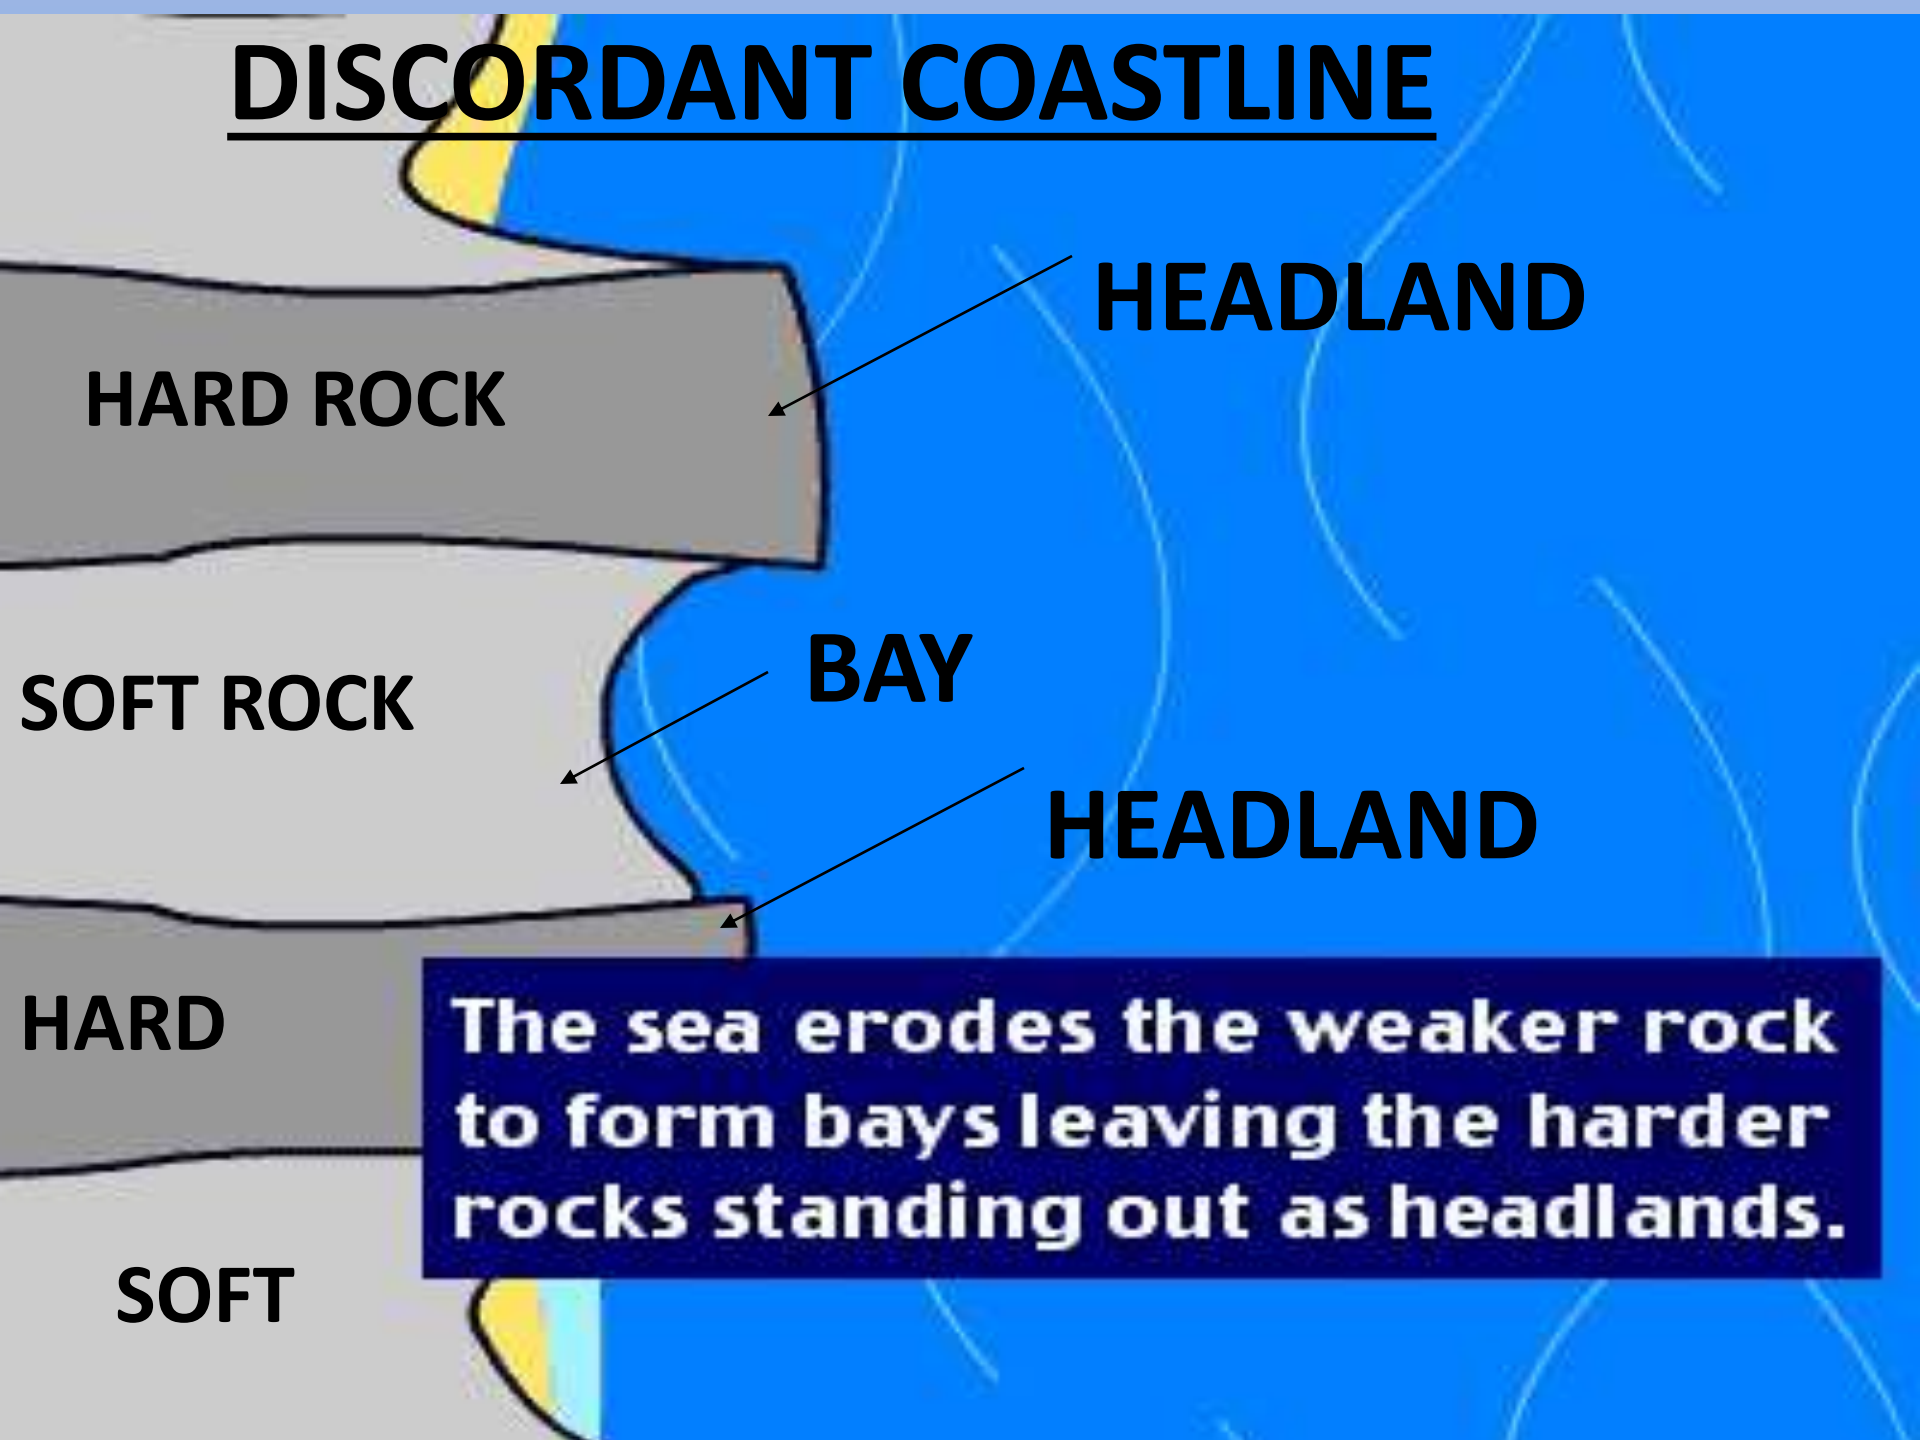 DISCORDANT COASTLINE
HEADLAND
HARD ROCK
BAY
SOFT ROCK
HEADLAND
HARD
The sea erodes the weaker rock
to form bays leaving the harder
rocks standing out as headlands.
SOFT